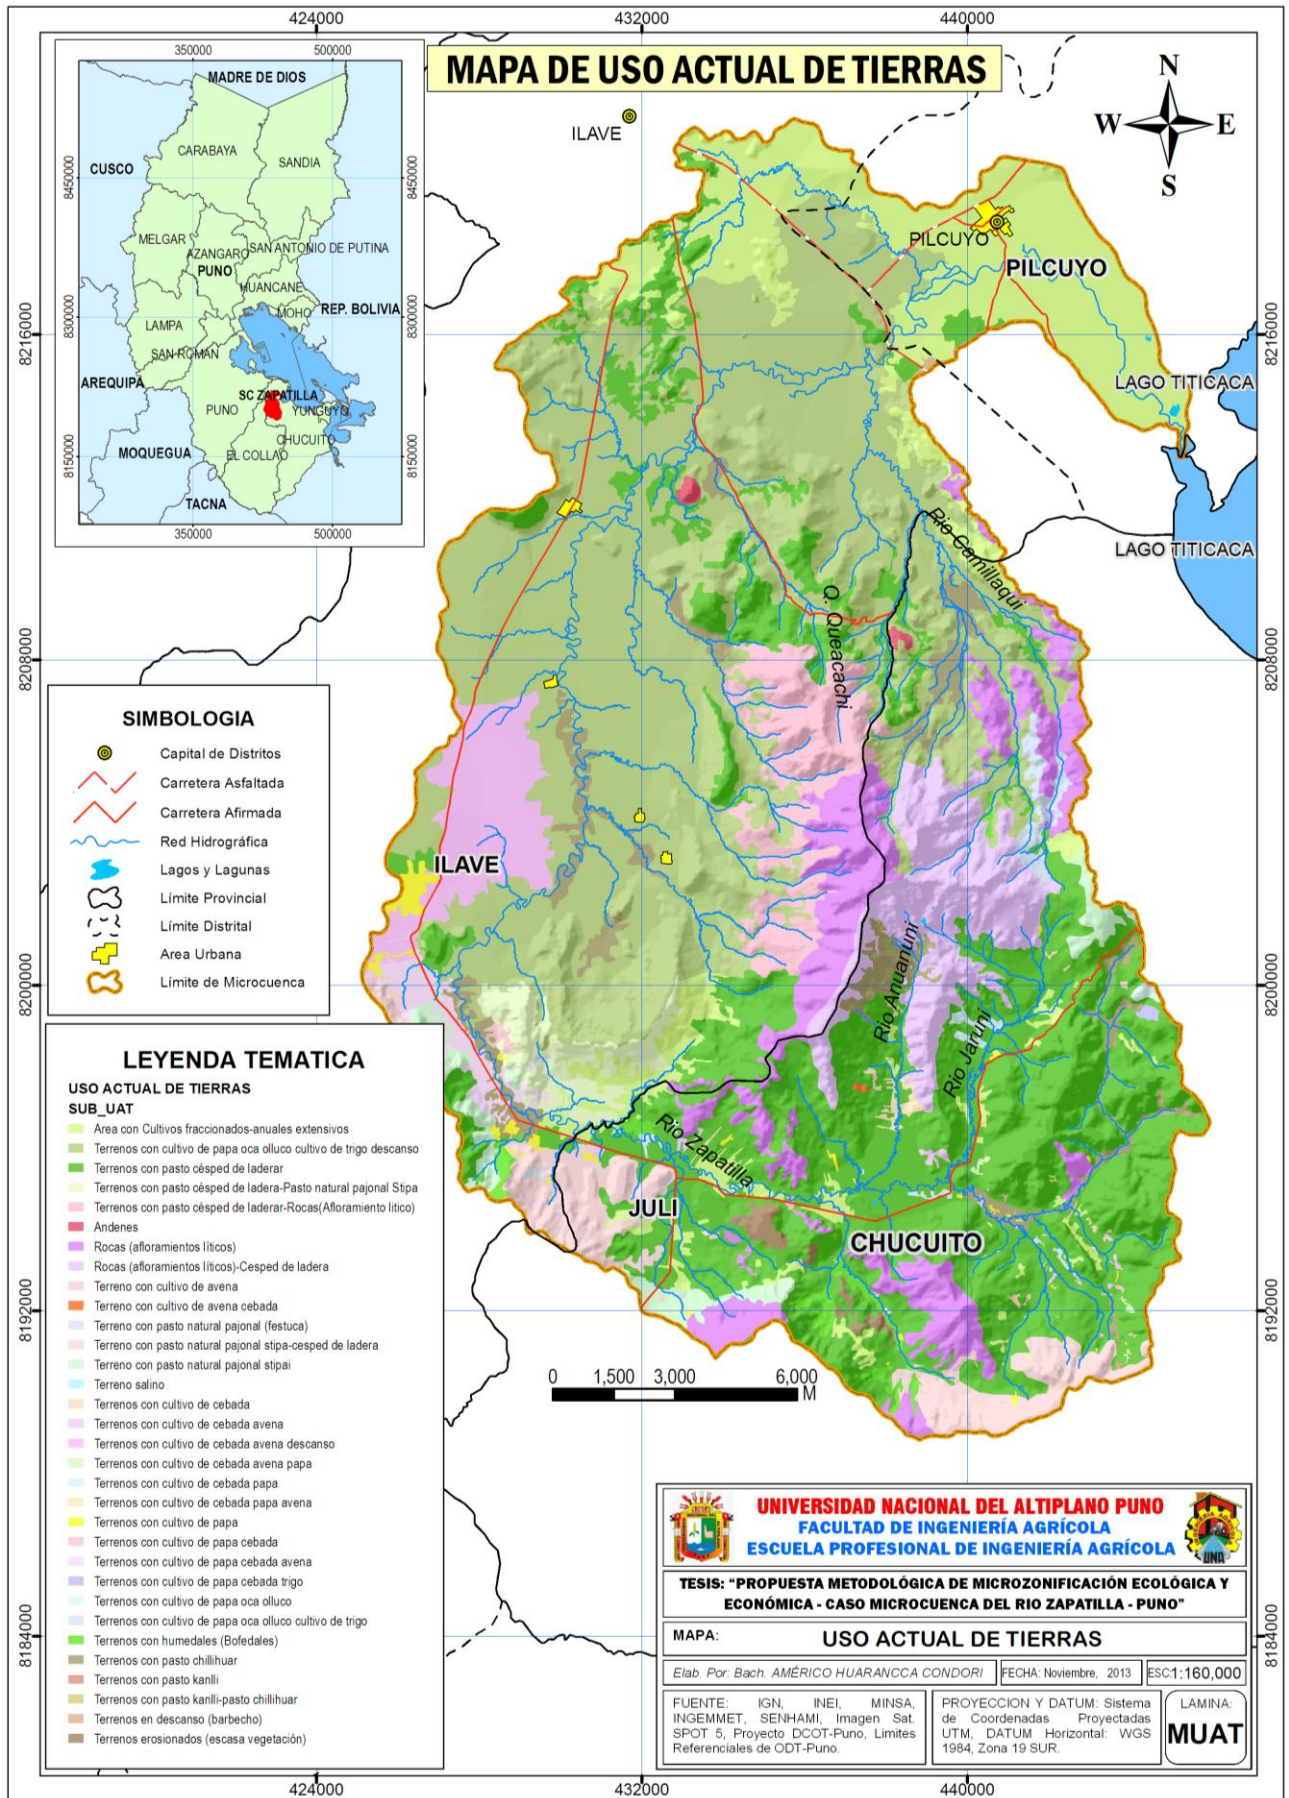 424000
432000
440000
MAPA DE USO ACTUAL DE TIERRAS
N
W E
S
350000
500000
MADRE DE DIOS
CARABAYA
SANDIA
CUSCO
8450000
8450000
MELGAR
AZANGARO
SAN ANTONIO DE PUTINA
PUNO
HUANCANE
MOHO
REP. BOLIVIA
8300000
8300000
LAMPA
SAN ROMAN
AREQUIPA
SC ZAPATILLA
PUNO
YUNGUYO
CHUCUITO
MOQUEGUA
EL COLLAO
8150000
8150000
TACNA
350000
500000
ILAVE
PILCUYO
PILCUYO
8216000
8216000
LAGO TITICACA
LAGO TITICACA
Rio Camillaqui
Q. Queacachi
8208000
8208000
ILAVE
Rio Anuanuni
Rio Jaruni
8200000
8200000
Rio Zapatilla
JULI
CHUCUITO
8192000
8192000
8184000
8184000
SIMBOLOGIA
Capital de Distritos
Carretera Asfaltada
Carretera Afirmada
Red Hidrográfica
Lagos y Lagunas
Límite Provincial
Límite Distrital
Area Urbana
Límite de Microcuenca
LEYENDA TEMATICA
USO ACTUAL DE TIERRAS
SUB_UAT
Area con Cultivos fraccionados-anuales extensivos
Terrenos con cultivo de papa oca olluco cultivo de trigo descanso
Terrenos con pasto césped de laderar
Terrenos con pasto césped de ladera-Pasto natural pajonal Stipa
Terrenos con pasto césped de laderar-Rocas(Afloramiento litico)
Andenes
Rocas (afloramientos líticos)
Rocas (afloramientos líticos)-Cesped de ladera
Terreno con cultivo de avena
Terreno con cultivo de avena cebada
Terreno con pasto natural pajonal (festuca)
Terreno con pasto natural pajonal stipa-cesped de ladera
Terreno con pasto natural pajonal stipai
Terreno salino
Terrenos con cultivo de cebada
Terrenos con cultivo de cebada avena
Terrenos con cultivo de cebada avena descanso
Terrenos con cultivo de cebada avena papa
Terrenos con cultivo de cebada papa
Terrenos con cultivo de cebada papa avena
Terrenos con cultivo de papa
Terrenos con cultivo de papa cebada
Terrenos con cultivo de papa cebada avena
Terrenos con cultivo de papa cebada trigo
Terrenos con cultivo de papa oca olluco
Terrenos con cultivo de papa oca olluco cultivo de trigo
Terrenos con humedales (Bofedales)
Terrenos con pasto chillihuar
Terrenos con pasto kanlli
Terrenos con pasto kanlli-pasto chillihuar
Terrenos en descanso (barbecho)
Terrenos erosionados (escasa vegetación)
0 1,500 3,000 6,000
M
UNIVERSIDAD NACIONAL DEL ALTIPLANO PUNO
FACULTAD DE INGENIERÍA AGRÍCOLA
ESCUELA PROFESIONAL DE INGENIERÍA AGRÍCOLA
UNA
TESIS: "PROPUESTA METODOLÓGICA DE MICROZONIFICACIÓN ECOLÓGICA Y
ECONÓMICA - CASO MICROCUENCA DEL RIO ZAPATILLA - PUNO"
MAPA: USO ACTUAL DE TIERRAS
Elab. Por: Bach. AMÉRICO HUARANCCA CONDORI
FECHA: Noviembre, 2013
ESC:1:160,000
FUENTE: IGN, INEI, MINSA,
INGEMMET, SENHAMI, Imagen Sat.
SPOT 5, Proyecto DCOT-Puno, Limites
Referenciales de ODT-Puno.
PROYECCION Y DATUM: Sistema
de Coordenadas Proyectadas
UTM, DATUM Horizontal: WGS
1984, Zona 19 SUR.
LAMINA:
MUAT
424000
432000
440000